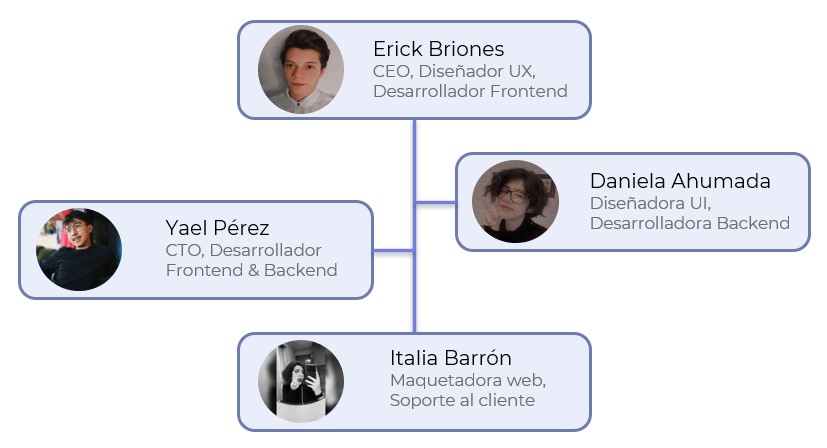 Erick Briones
CEO, Diseñador UX,
Desarrollador Frontend
Daniela Ahumada
Diseñadora UI,
Desarrolladora Backend
Yael Pérez
CTO, Desarrollador
Frontend & Backend
Italia Barrón
Maquetadora web,
Soporte al cliente